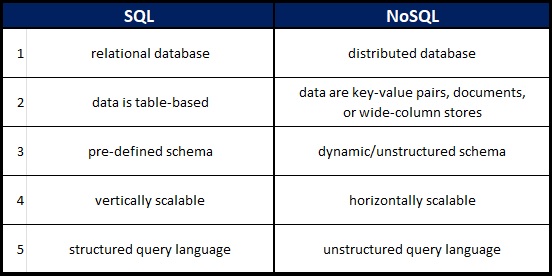 SQL NoSQL
1 relational database distributed database
2 data is table-based data are key-value pairs, documents,
or wide-column stores
3 pre-defined schema dynamic/unstructured schema
4 vertically scalable horizontally scalable
5 structured query language unstructured query language